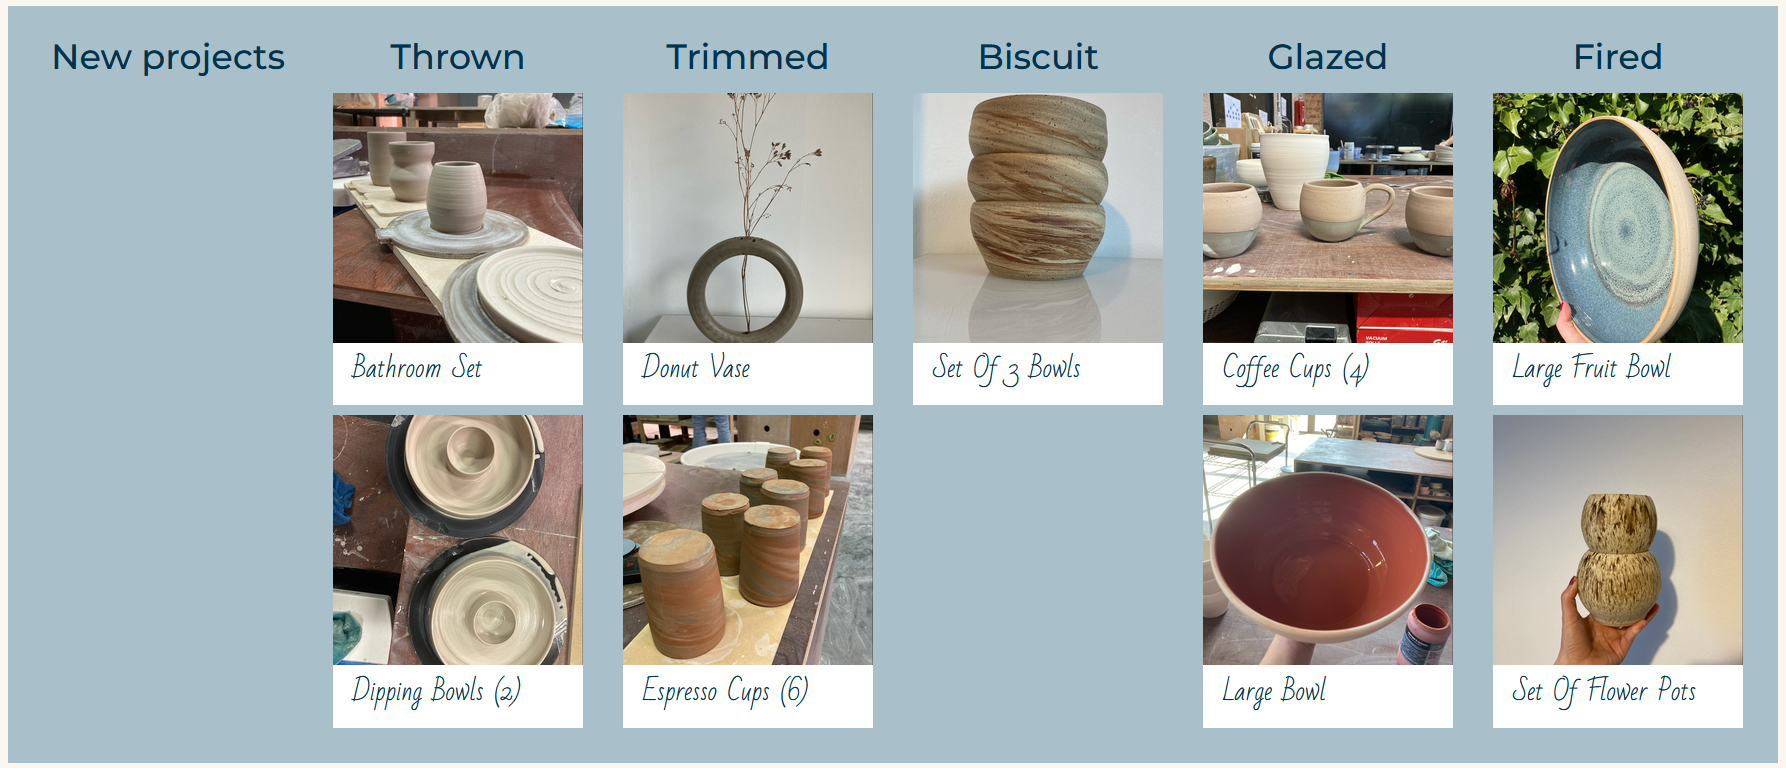 New projects
Thrown
Trimmed
Biscuit
Glazed
Fired
Bathroom Set
Donut Vase
Set Of 3 Bowls
Coffee Cups (4)
Large Fruit Bowl
Dipping Bowls (2)
Espresso Cups (6)
Large Bowl
Set Of Flower Pots
VACUUM